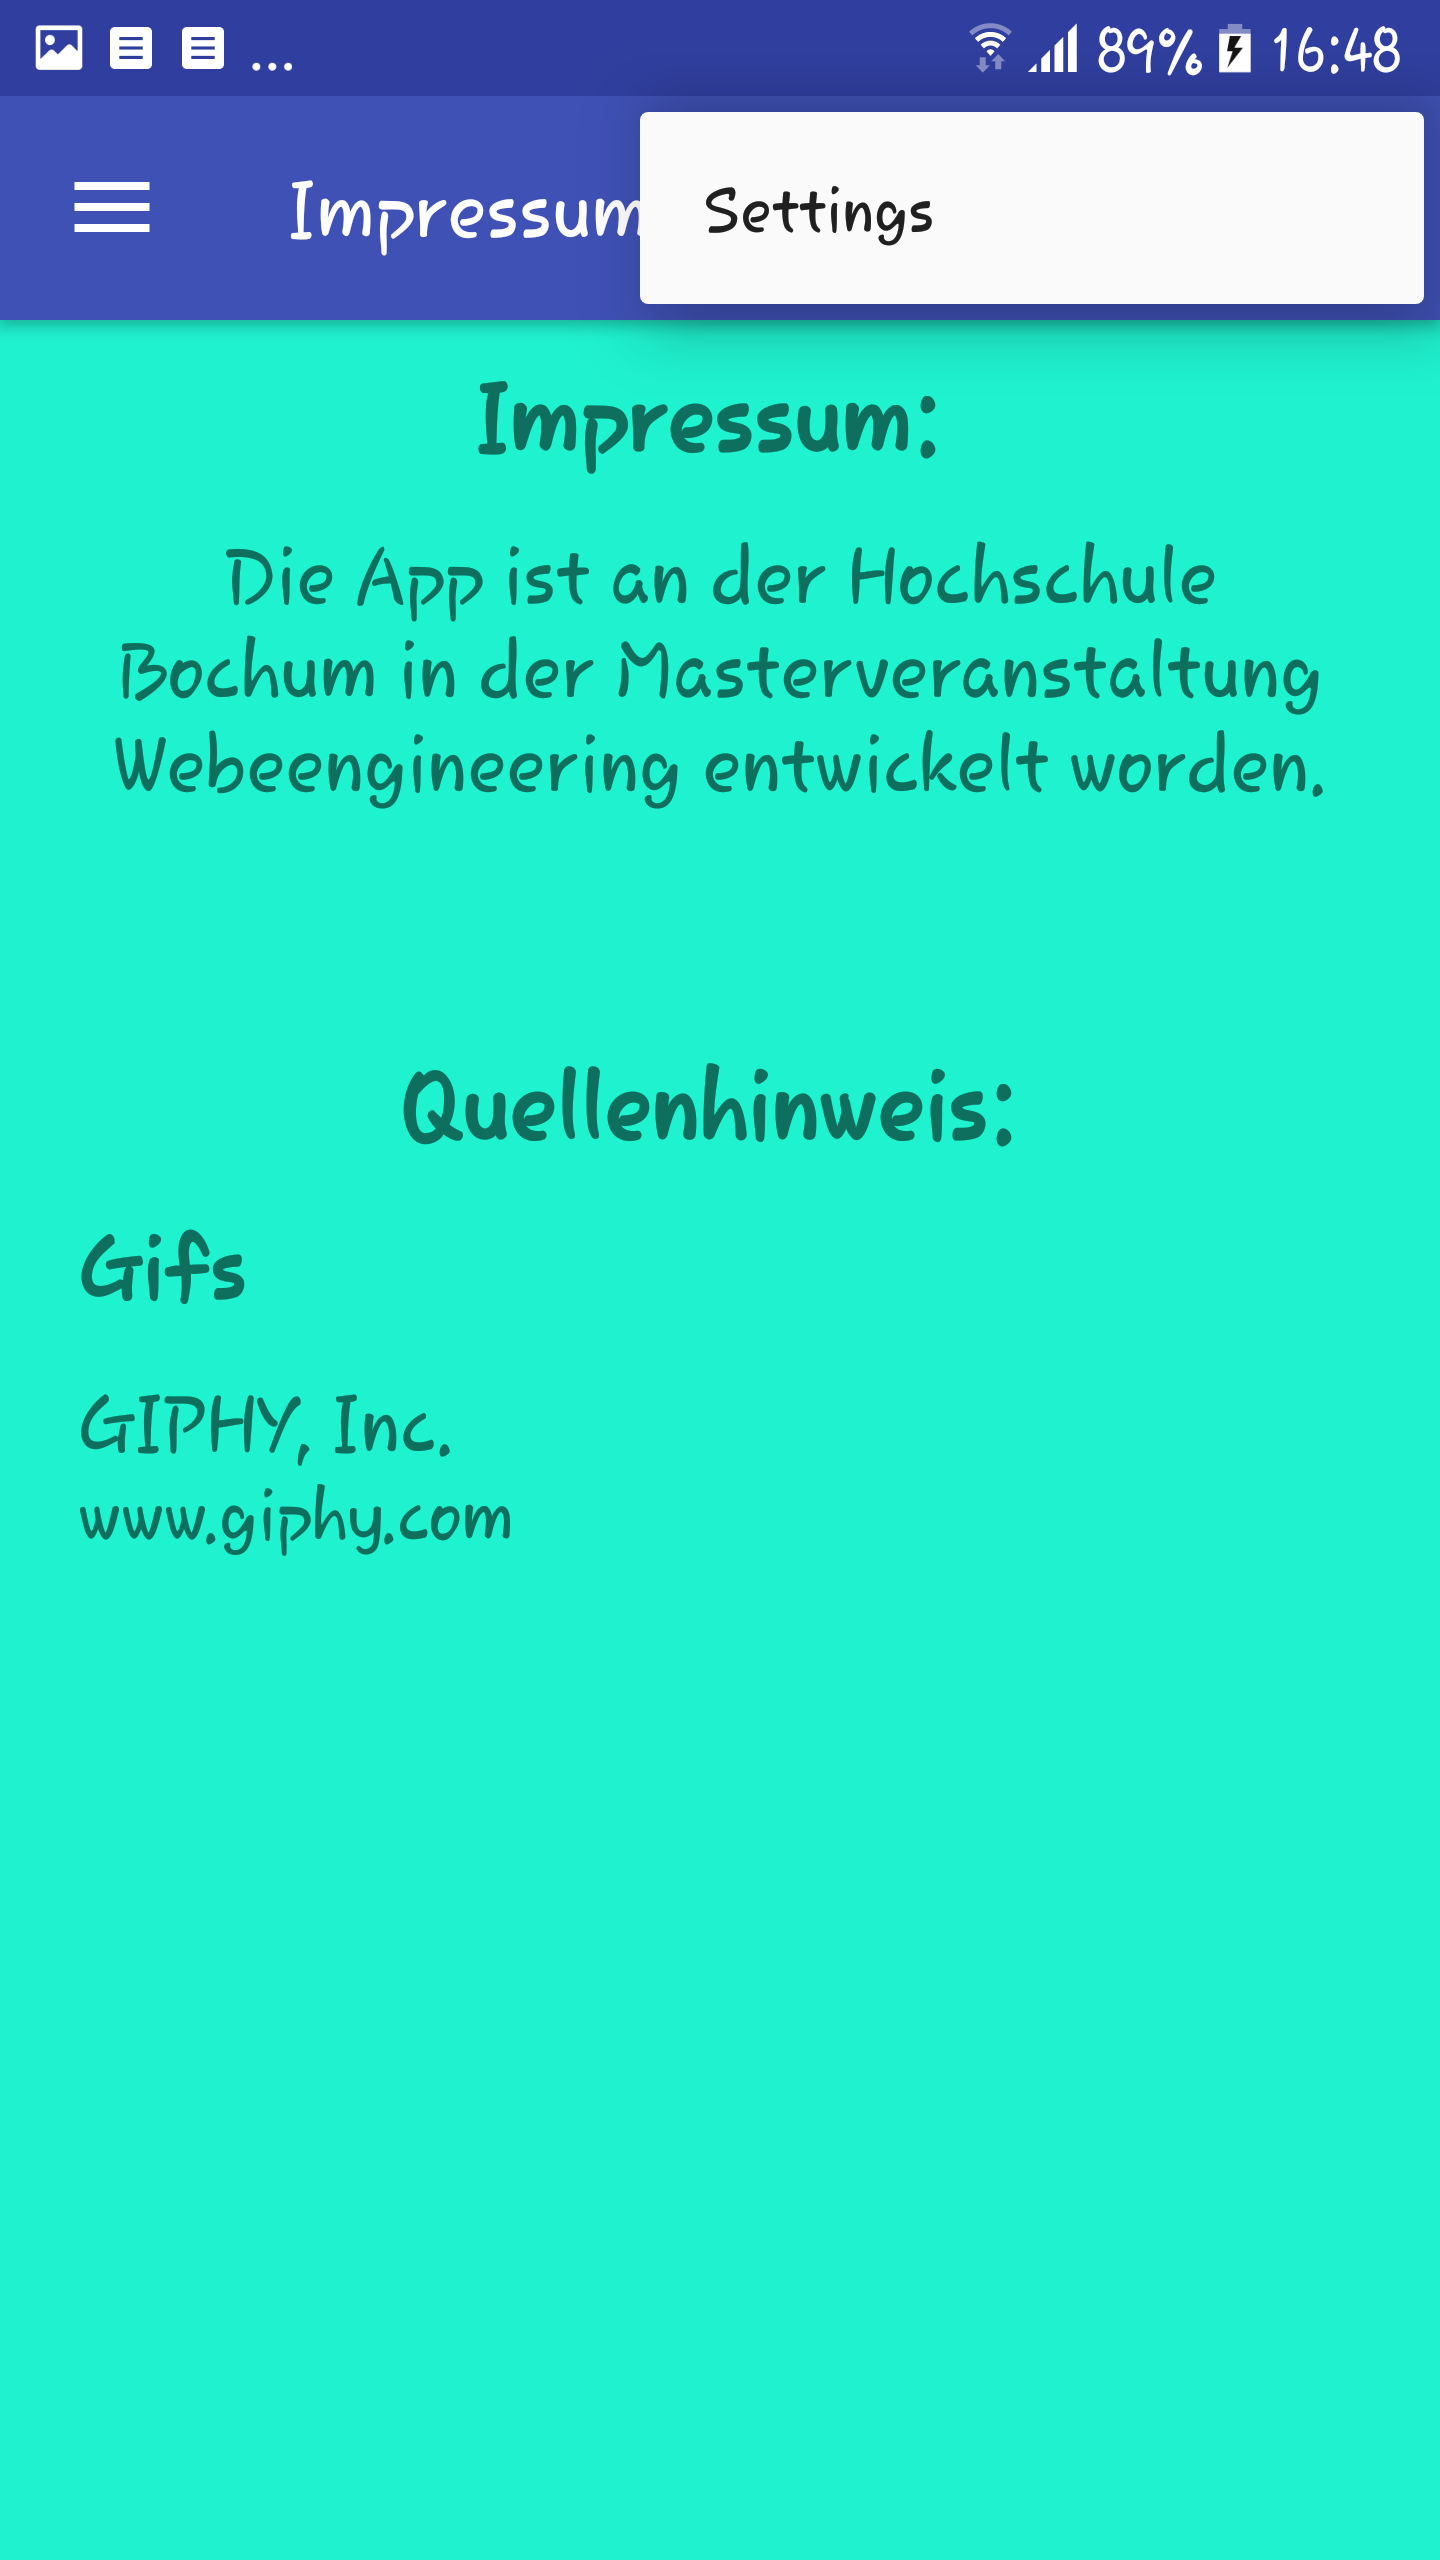 ... 89% 16:48
Impressum
Settings
Impressum:
Die App ist an der Hochschule
Bochum in der Masterveranstaltung
Webeengineering entwickelt worden.
Quellenhinweis:
Gifs
GIPHY, Inc.
www.giphy.com